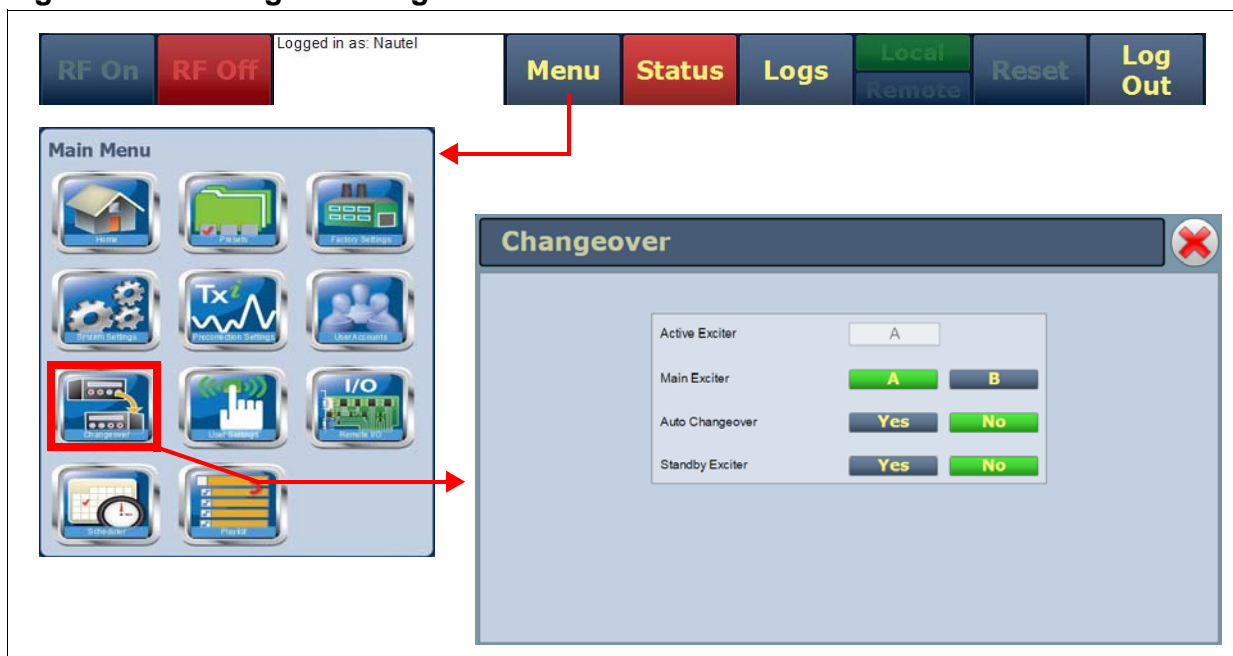 Logged in as: Nautel
RF On
RF Off
Menu
Status
Logs
Local
Remote
Reset
Log
Out
Main Menu
Home
Presets
Factory Settings
System Settings
Tx i
Precorrection Settings
User Accounts
Changeover
User Settings
I/O
Remote I/O
Scheduler
Playlist
Changeover
Active Exciter A
Main Exciter A B
Auto Changeover Yes No
Standby Exciter Yes No